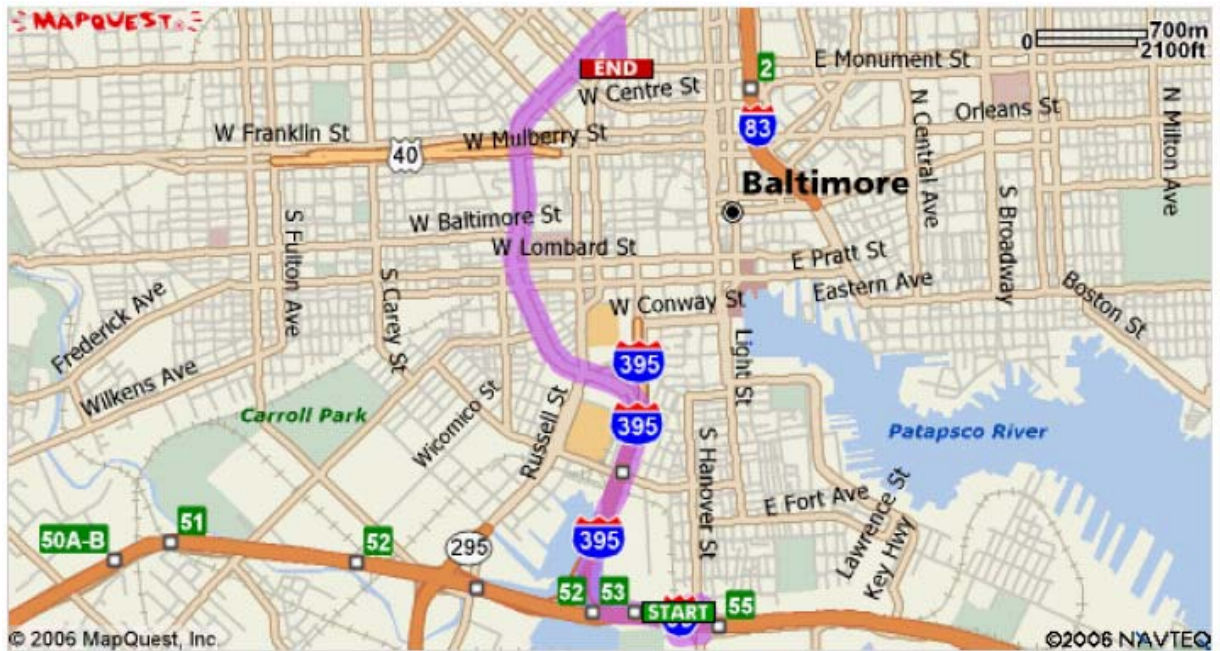 MAPQUEST
0 700m
2100ft
2
E Monument St
END
W Centre St
Orleans St
W Franklin St
W Mulberry St
83
N Central Ave
N Milton Ave
40
Baltimore
S Fulton Ave
W Baltimore St
S Broadway
W Lombard St
E Pratt St
S Carey St
Eastern Ave
Boston St
Frederick Ave
W Conway St
Light St
395
Wilkens Ave
Carroll Park
Wicomico St
Russell St
395
S Hanover St
Patapsco River
E Fort Ave
Lawrence St
Key Hwy
50A-B
51
52
295
395
52
53
START
55
© 2006 MapQuest, Inc.
©2006 NAVTEQ